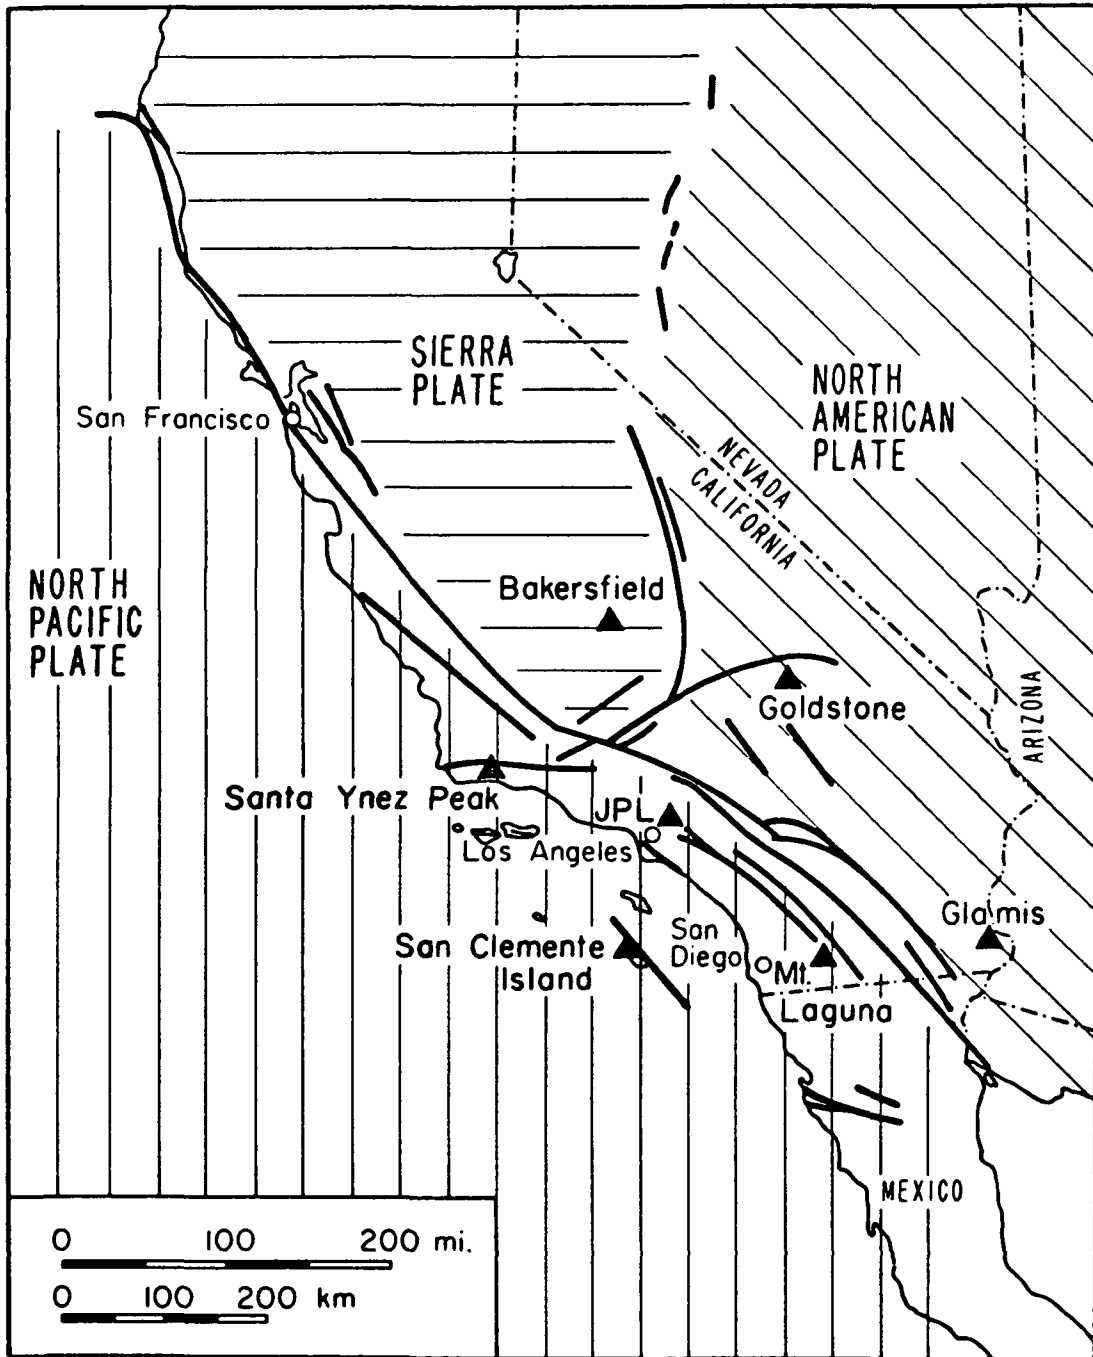 SIERRA
PLATE
NORTH
AMERICAN
PLATE
San Francisco
NEVADA
CALIFORNIA
NORTH
PACIFIC
PLATE
Bakersfield
Goldstone
ARIZONA
Santa Ynez Peak
JPL
Los Angeles
Glamis
San Clemente
Island
San
Diego
Mt.
Laguna
MEXICO
0 100 200 mi.
0 100 200 km